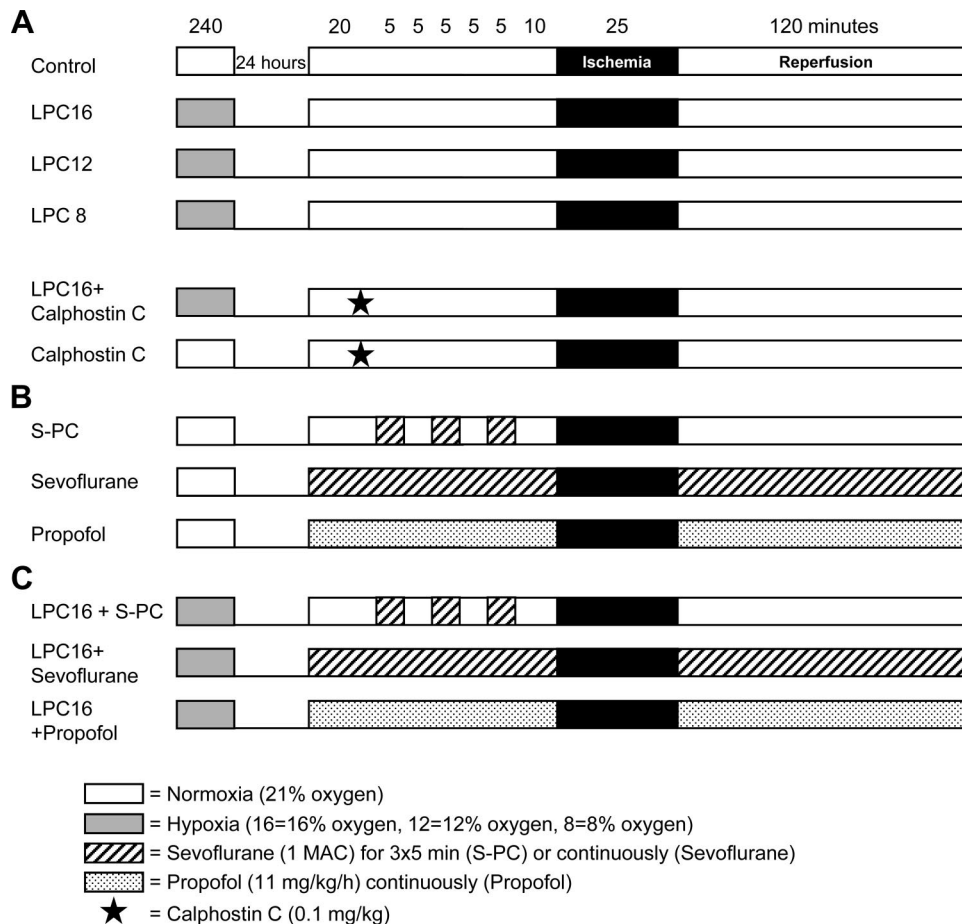 A
240 20 5 5 5 5 5 10 25 120 minutes
Control 24 hours Ischemia Reperfusion
LPC16
LPC12
LPC 8
LPC16+
Calphostin C
Calphostin C
B
S-PC
Sevoflurane
Propofol
C
LPC16 + S-PC
LPC16+
Sevoflurane
LPC16
+Propofol
= Normoxia (21% oxygen)
= Hypoxia (16=16% oxygen, 12=12% oxygen, 8=8% oxygen)
= Sevoflurane (1 MAC) for 3x5 min (S-PC) or continuously (Sevoflurane)
= Propofol (11 mg/kg/h) continuously (Propofol)
= Calphostin C (0.1 mg/kg)